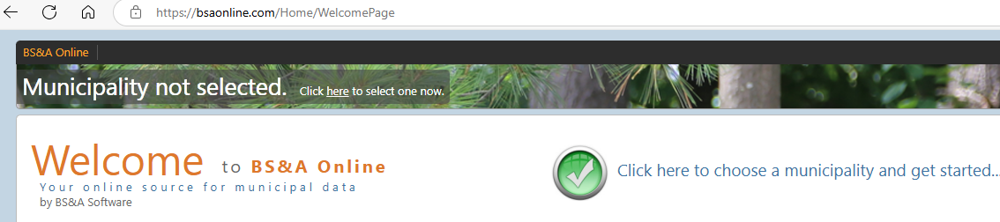 https://bsaonline.com/Home/WelcomePage
BS&A Online
Municipality not selected. Click here to select one now.
Welcome to BS&A Online
Your online source for municipal data
by BS&A Software
Click here to choose a municipality and get started...